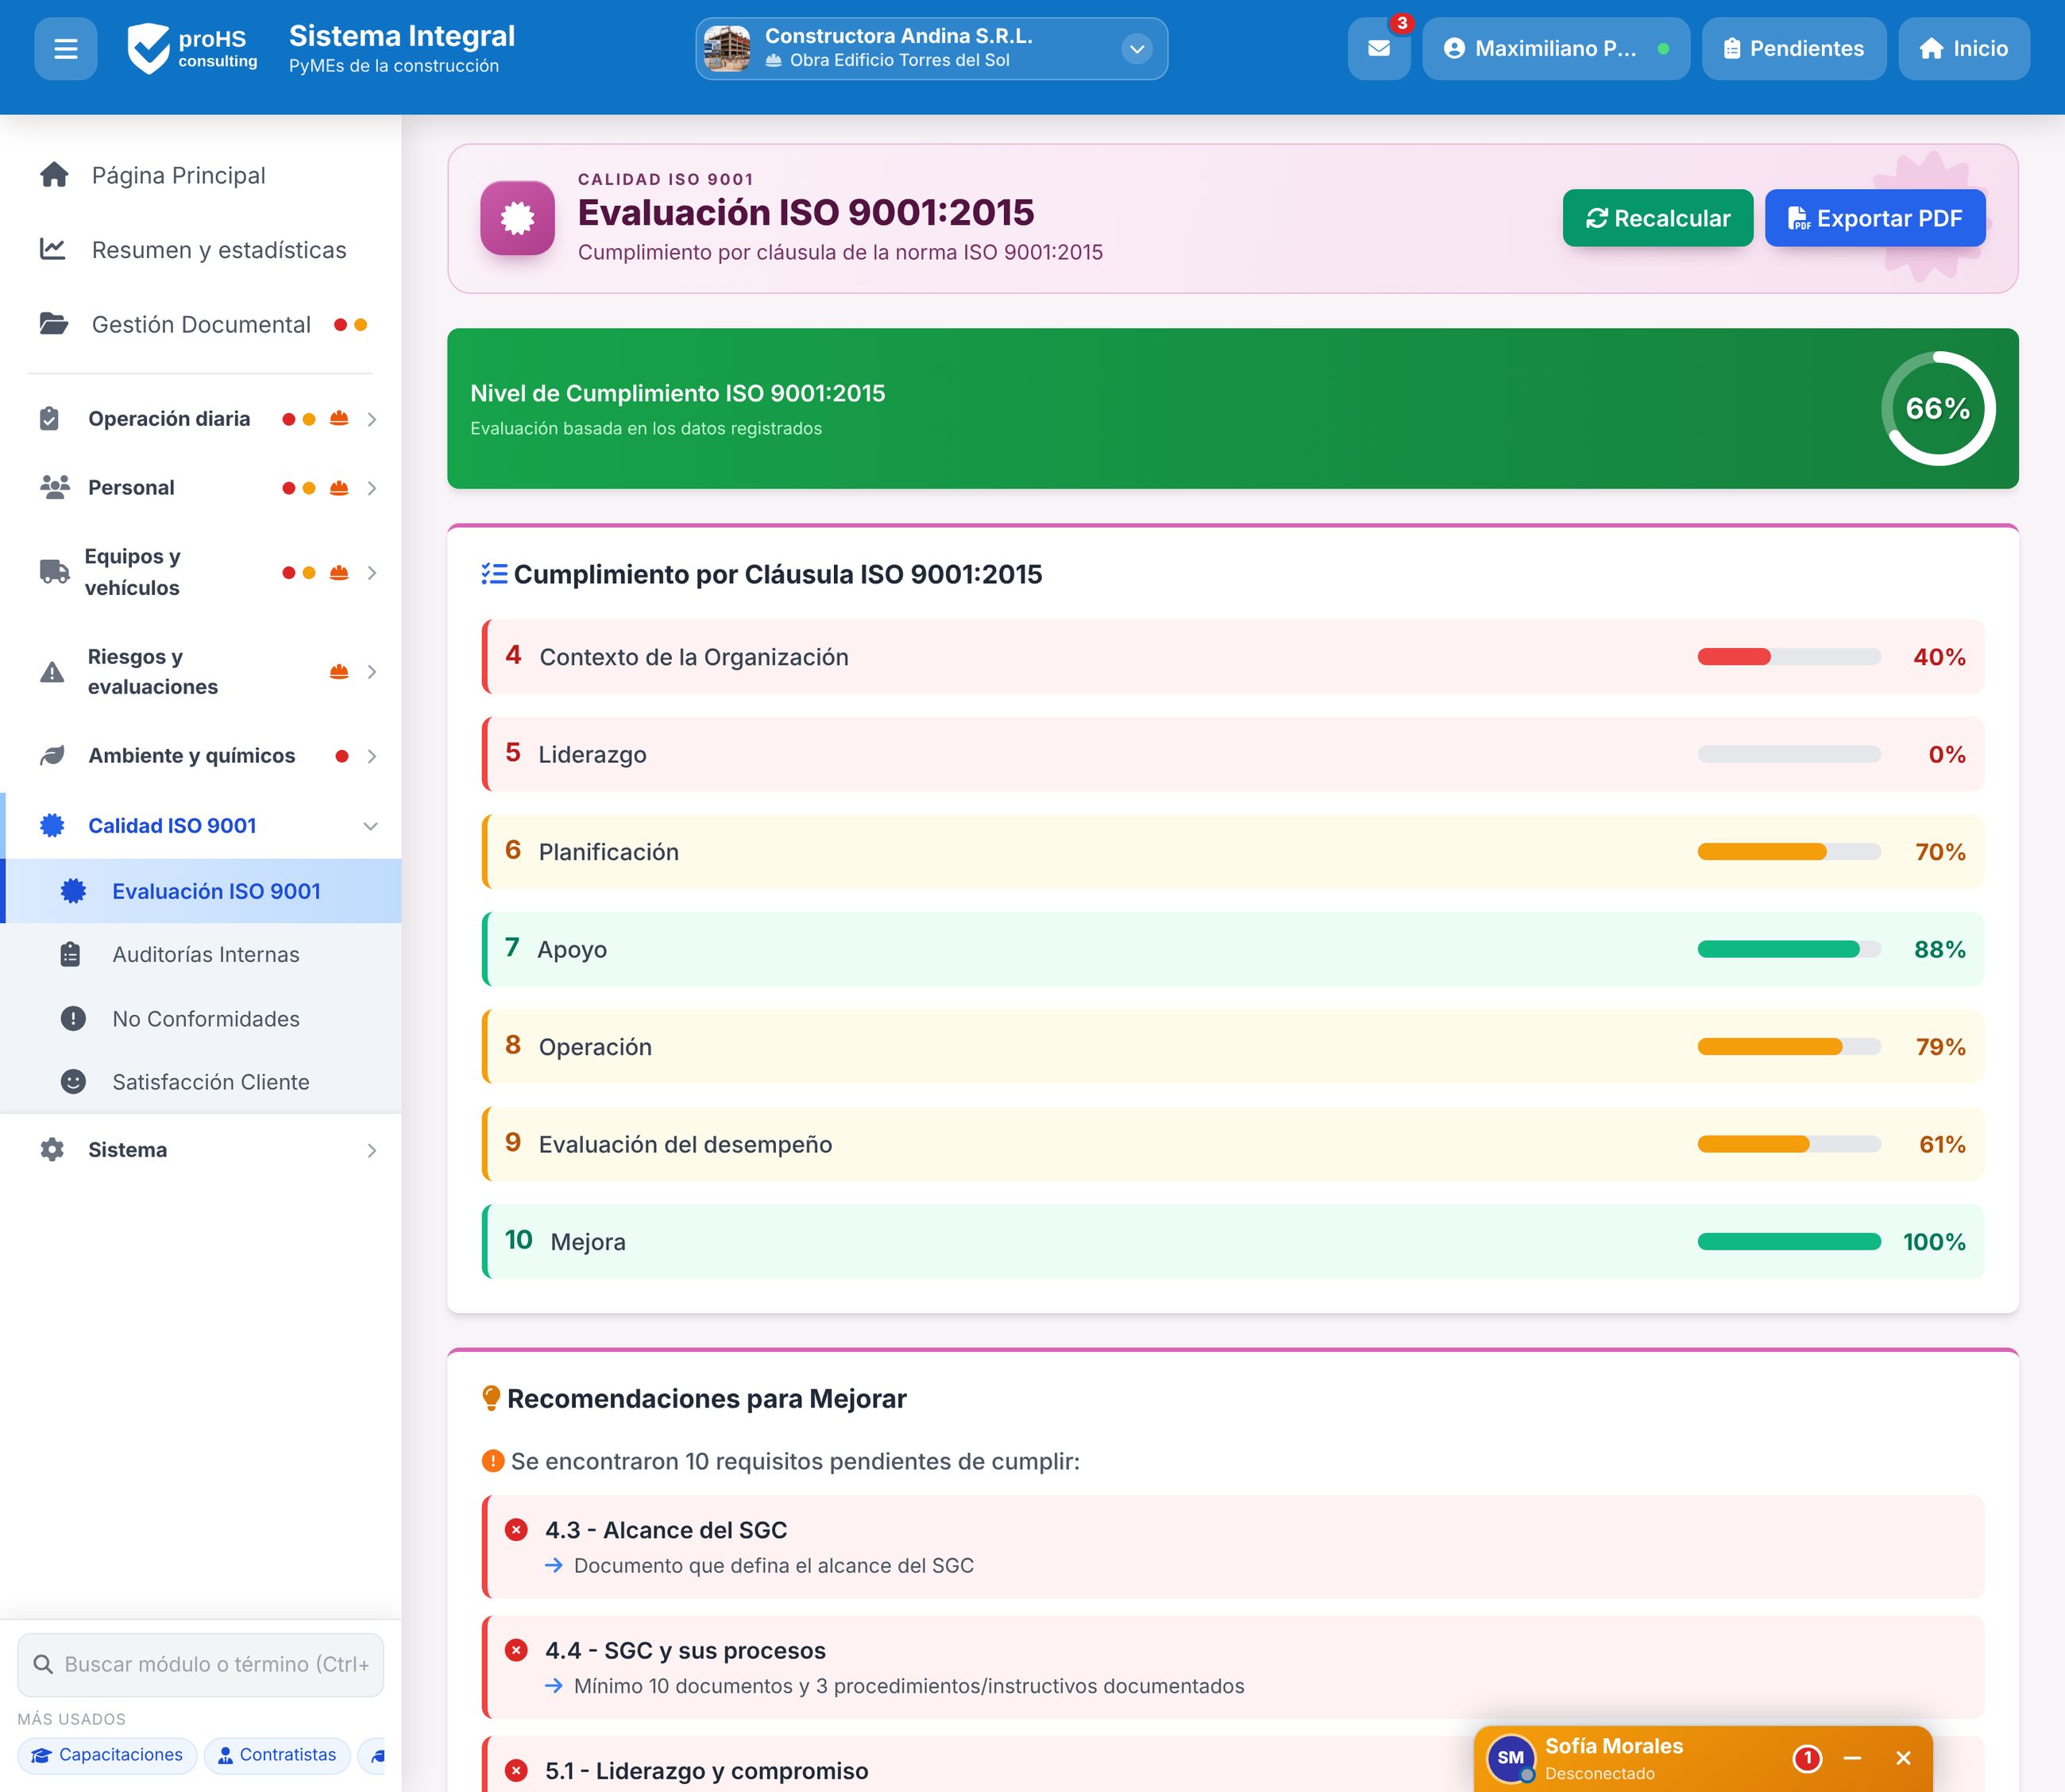 proHS
consulting
Sistema Integral
PyMEs de la construcción
Constructora Andina S.R.L.
Obra Edificio Torres del Sol
3
Maximiliano P...
Pendientes
Inicio
Página Principal
Resumen y estadísticas
Gestión Documental
Operación diaria
Personal
Equipos y
vehículos
Riesgos y
evaluaciones
Ambiente y químicos
Calidad ISO 9001
Evaluación ISO 9001
Auditorías Internas
No Conformidades
Satisfacción Cliente
Sistema
Buscar módulo o término (Ctrl+
MÁS USADOS
Capacitaciones
Contratistas
CALIDAD ISO 9001
Evaluación ISO 9001:2015
Cumplimiento por cláusula de la norma ISO 9001:2015
Recalcular
PDF Exportar PDF
Nivel de Cumplimiento ISO 9001:2015
Evaluación basada en los datos registrados
66%
Cumplimiento por Cláusula ISO 9001:2015
4 Contexto de la Organización 40%
5 Liderazgo 0%
6 Planificación 70%
7 Apoyo 88%
8 Operación 79%
9 Evaluación del desempeño 61%
10 Mejora 100%
Recomendaciones para Mejorar
Se encontraron 10 requisitos pendientes de cumplir:
4.3 - Alcance del SGC
Documento que defina el alcance del SGC
4.4 - SGC y sus procesos
Mínimo 10 documentos y 3 procedimientos/instructivos documentados
5.1 - Liderazgo y compromiso
SM
Sofía Morales
Desconectado
1